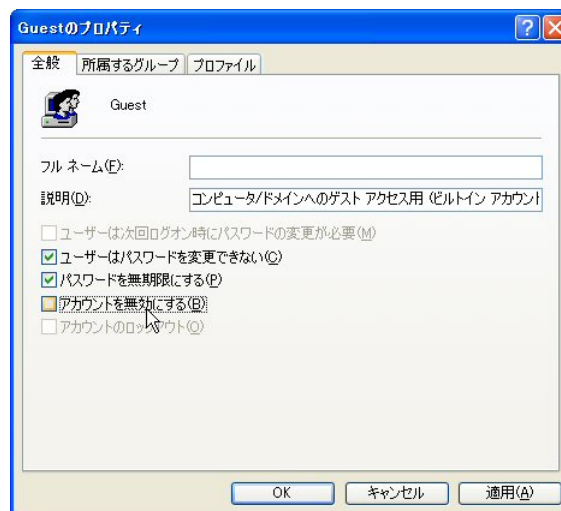 Guestのプロパティ
全般 所属するグループ プロファイル
Guest
フル ネーム(F):
説明(D): コンピュータ/ドメインへのゲスト アクセス用 (ビルトイン アカウント
ユーザーは次回ログオン時にパスワードの変更が必要(M)
ユーザーはパスワードを変更できない(C)
パスワードを無期限にする(P)
アカウントを無効にする(B)
アカウントのロックアウト(O)
OK キャンセル 適用(A)